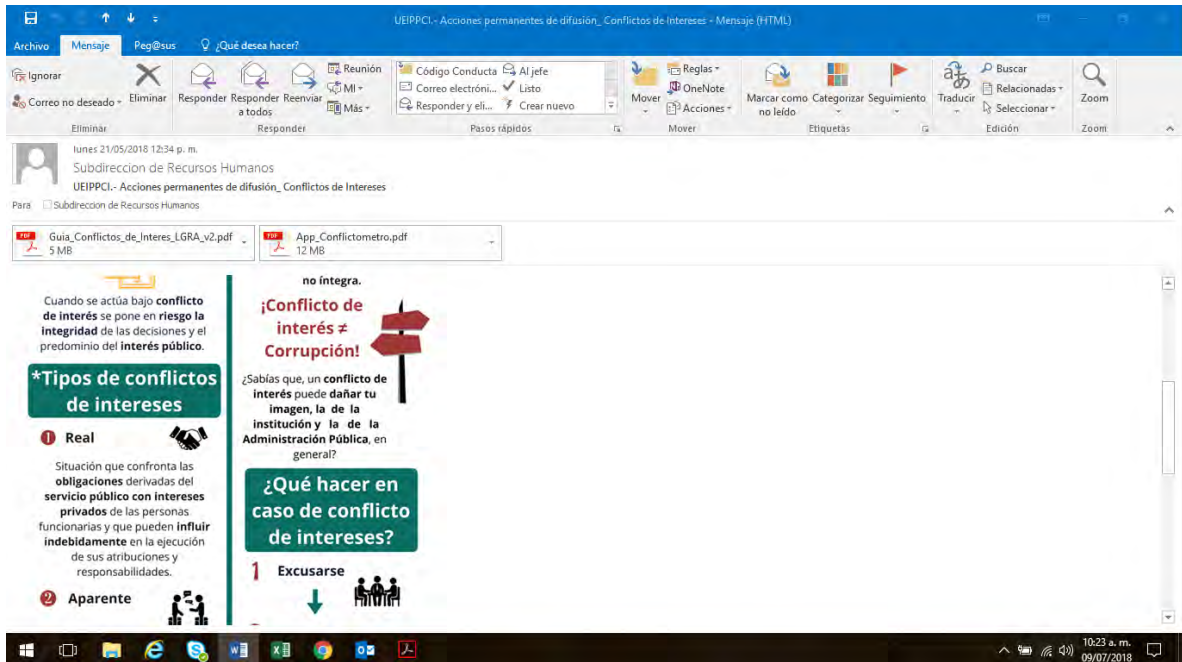 UEIPPCI.- Acciones permanentes de difusión_ Conflictos de Intereses - Mensaje (HTML)
Archivo Mensaje Peg@sus ¿Qué desea hacer?
Ignorar
Correo no deseado
Eliminar
Eliminar
Responder
Responder a todos
Reenviar
Reunión
MI
Más
Responder
Código Conducta
Al jefe
Correo electróni...
Listo
Responder y eli...
Crear nuevo
Pasos rápidos
Mover
Reglas
OneNote
Acciones
Mover
Marcar como no leído
Categorizar
Seguimiento
Etiquetas
Traducir
Buscar
Relacionadas
Seleccionar
Edición
Zoom
Zoom
lunes 21/05/2018 12:34 p. m.
Subdireccion de Recursos Humanos
UEIPPCI.- Acciones permanentes de difusión_ Conflictos de Intereses
Para Subdireccion de Recursos Humanos
PDF
Guia_Conflictos_de_Interes_LGRA_v2.pdf
5 MB
PDF
App_Conflictometro.pdf
12 MB
Cuando se actúa bajo conflicto
de interés se pone en riesgo la
integridad de las decisiones y el
predominio del interés público.
*Tipos de conflictos
de intereses
1 Real
Situación que confronta las
obligaciones derivadas del
servicio público con intereses
privados de las personas
funcionarias y que pueden influir
indebidamente en la ejecución
de sus atribuciones y
responsabilidades.
2 Aparente
no íntegra.
¡Conflicto de
interés ≠
Corrupción!
¿Sabías que, un conflicto de
interés puede dañar tu
imagen, la de la
institución y la de la
Administración Pública, en
general?
¿Qué hacer en
caso de conflicto
de intereses?
1 Excusarse
10:23 a. m.
09/07/2018